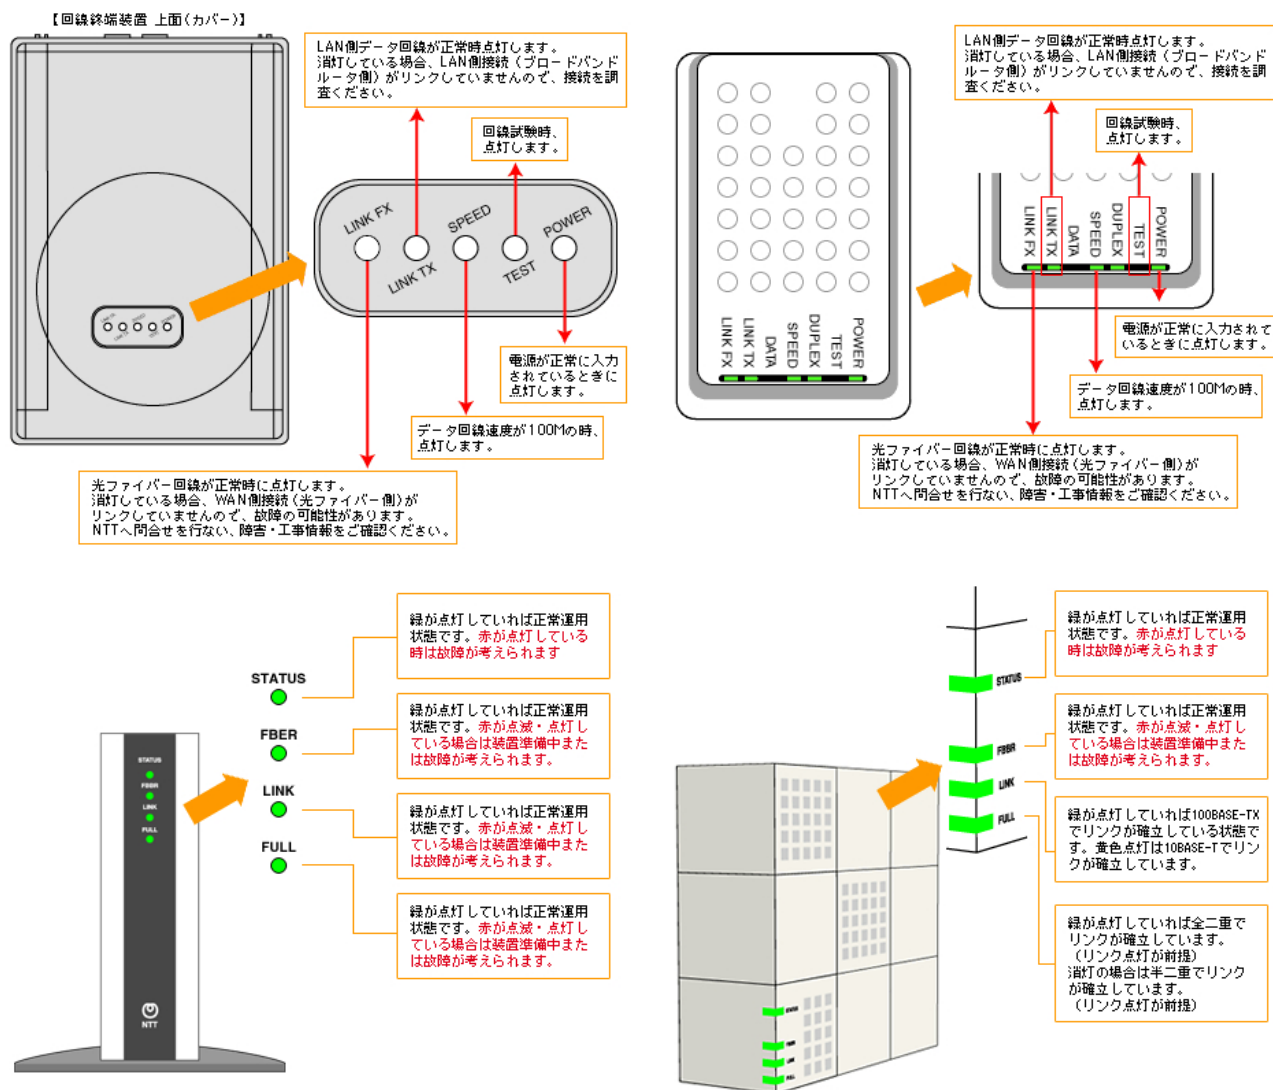 【回線終端装置 上面(カバー)】
LAN側データ回線が正常時点灯します。
消灯している場合、LAN側接続（ブロードバンド
ルータ側）がリンクしていませんので、接続を調
査ください。
回線試験時、
点灯します。
LINK FX
LINK TX
SPEED
TEST
POWER
電源が正常に入力
されているときに
点灯します。
データ回線速度が100Mの時、
点灯します。
光ファイバー回線が正常時に点灯します。
消灯している場合、WAN側接続（光ファイバー側）が
リンクしていませんので、故障の可能性があります。
NTTへ問合せを行ない、障害・工事情報をご確認ください。
LINK FX
LINK TX
DATA
SPEED
DUPLEX
TEST
POWER
LAN側データ回線が正常時点灯します。
消灯している場合、LAN側接続（ブロードバンド
ルータ側）がリンクしていませんので、接続を調
査ください。
回線試験時、
点灯します。
LINK FX
LINK TX
DATA
SPEED
DUPLEX
TEST
POWER
電源が正常に入力されて
いるときに点灯します。
データ回線速度が100Mの時、
点灯します。
光ファイバー回線が正常時に点灯します。
消灯している場合、WAN側接続（光ファイバー側）が
リンクしていませんので、故障の可能性があります。
NTTへ問合せを行ない、障害・工事情報をご確認ください。
STATUS
FBER
LINK
FULL
NTT
STATUS
FBER
LINK
FULL
緑が点灯していれば正常運用
状態です。赤が点灯している
時は故障が考えられます
緑が点灯していれば正常運用
状態です。赤が点滅・点灯し
ている場合は装置準備中また
は故障が考えられます。
緑が点灯していれば正常運用
状態です。赤が点滅・点灯し
ている場合は装置準備中また
は故障が考えられます。
緑が点灯していれば正常運用
状態です。赤が点滅・点灯し
ている場合は装置準備中また
は故障が考えられます。
STATUS
FBER
LINK
FULL
STATUS
FBER
LINK
FULL
緑が点灯していれば正常運用
状態です。赤が点灯している
時は故障が考えられます
緑が点灯していれば正常運用
状態です。赤が点滅・点灯し
ている場合は装置準備中また
は故障が考えられます。
緑が点灯していれば100BASE-TX
でリンクが確立している状態で
す。黄色点灯は10BASE-Tでリン
クが確立しています。
緑が点灯していれば全二重で
リンクが確立しています。
（リンク点灯が前提）
消灯の場合は半二重でリンク
が確立しています。
（リンク点灯が前提）